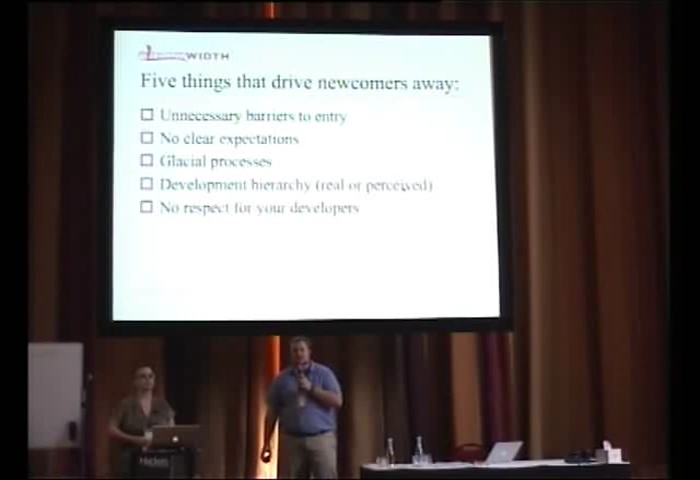 WIDTH
Five things that drive newcomers away:
Unnecessary barriers to entry
No clear expectations
Glacial processes
Development hierarchy (real or perceived)
No respect for your developers